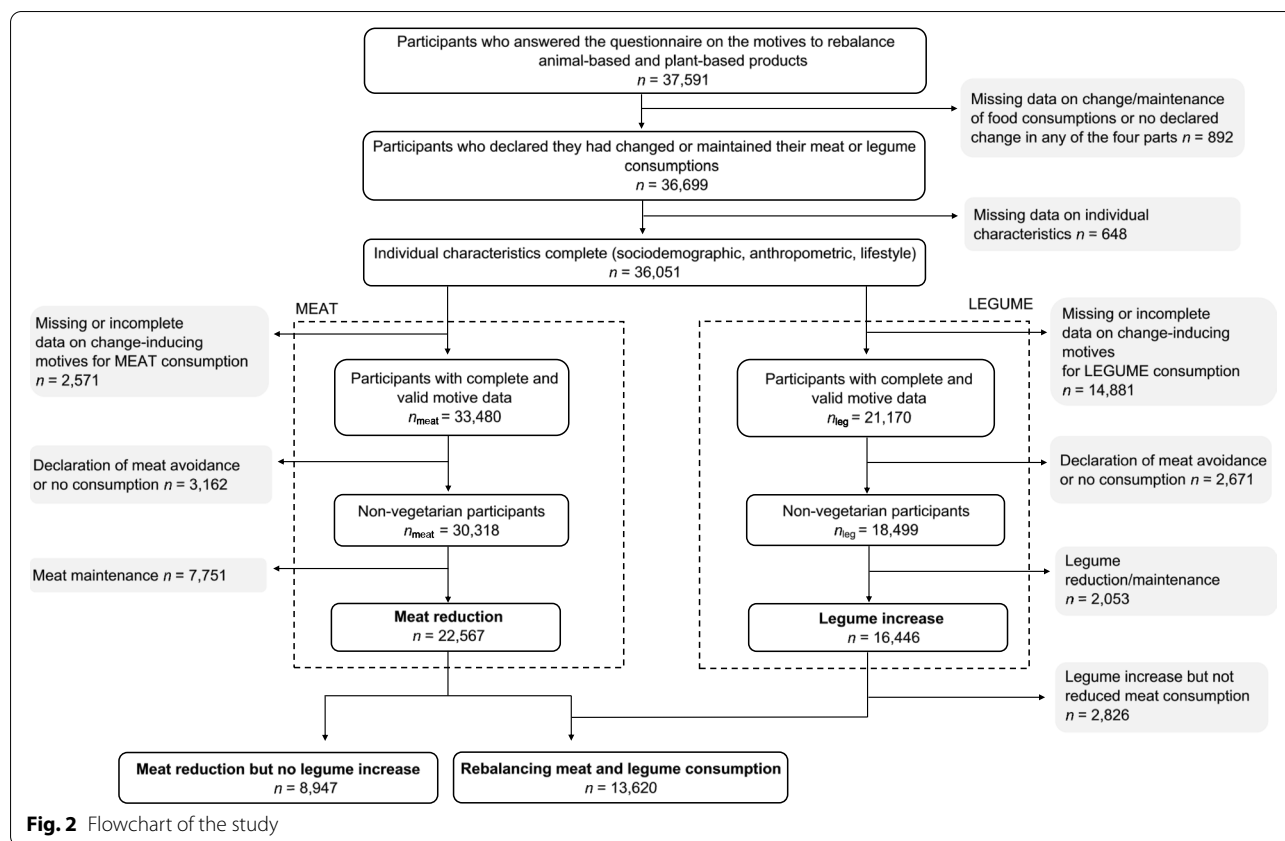 Participants who answered the questionnaire on the motives to rebalance
animal-based and plant-based products
n = 37,591
Missing data on change/maintenance
of food consumptions or no declared
change in any of the four parts n = 892
Participants who declared they had changed or maintained their meat or legume
consumptions
n = 36,699
Missing data on individual
characteristics n = 648
Individual characteristics complete (sociodemographic, anthropometric, lifestyle)
n = 36,051
MEAT
Missing or incomplete
data on change-inducing
motives for MEAT consumption
n = 2,571
Participants with complete and
valid motive data
nmeat = 33,480
Declaration of meat avoidance
or no consumption n = 3,162
Non-vegetarian participants
nmeat = 30,318
Meat maintenance n = 7,751
Meat reduction
n = 22,567
LEGUME
Missing or incomplete
data on change-inducing
motives
for LEGUME consumption
n = 14,881
Participants with complete and
valid motive data
nleg = 21,170
Declaration of meat avoidance
or no consumption n = 2,671
Non-vegetarian participants
nleg = 18,499
Legume
reduction/maintenance
n = 2,053
Legume increase
n = 16,446
Legume increase but not
reduced meat consumption
n = 2,826
Meat reduction but no legume increase
n = 8,947
Rebalancing meat and legume consumption
n = 13,620
Fig. 2 Flowchart of the study